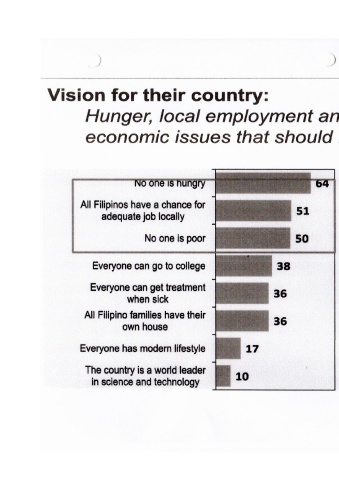 Vision for their country:
Hunger, local employment an
economic issues that should
No one is hungry 64
All Filipinos have a chance for
adequate job locally 51
No one is poor 50
Everyone can go to college 38
Everyone can get treatment
when sick 36
All Filipino families have their
own house 36
Everyone has modern lifestyle 17
The country is a world leader
in science and technology 10